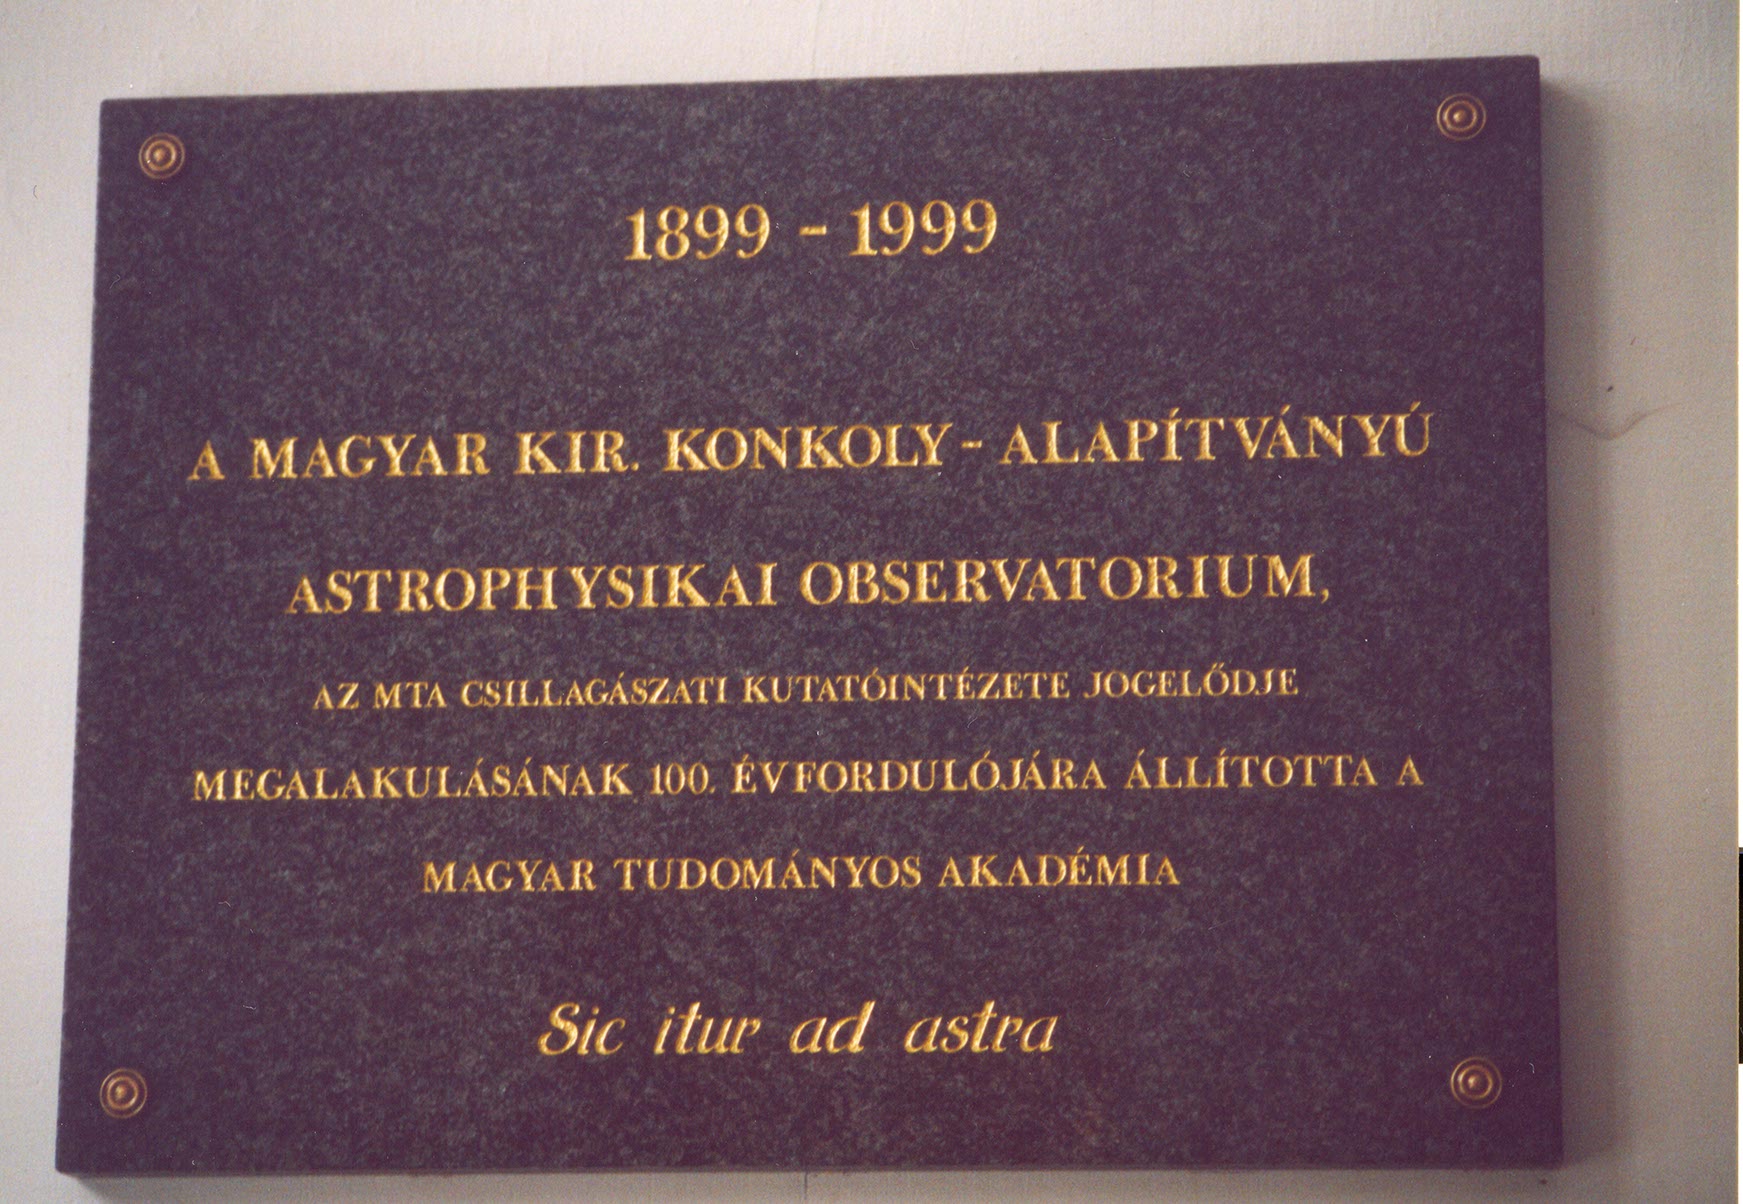 1899 - 1999
A MAGYAR KIR. KONKOLY - ALAPÍTVÁNYÚ
ASTROPHYSIKAI OBSERVATORIUM,
AZ MTA CSILLAGÁSZATI KUTATÓINTÉZETE JOGELŐDJE
MEGALAKULÁSÁNAK 100. ÉVFORDULÓJÁRA ÁLLÍTOTTA A
MAGYAR TUDOMÁNYOS AKADÉMIA
Sic itur ad astra